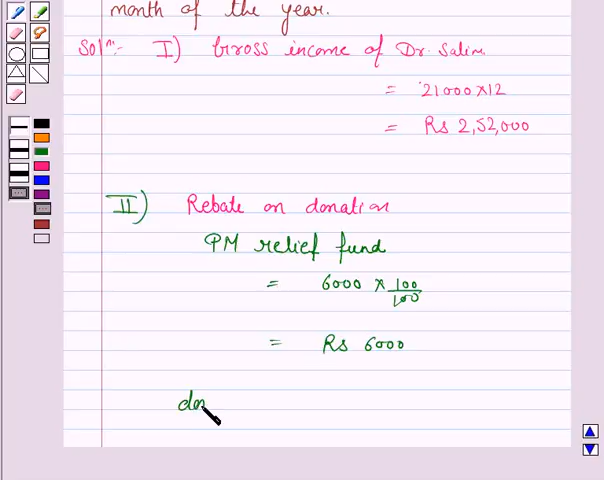 month of the year.
Solⁿ:- I) Gross income of Dr. Salim
= 21000×12
= Rs 2,52,000
II) Rebate on donation
PM relief fund
= 6000 × 100/100
= Rs 6000
do